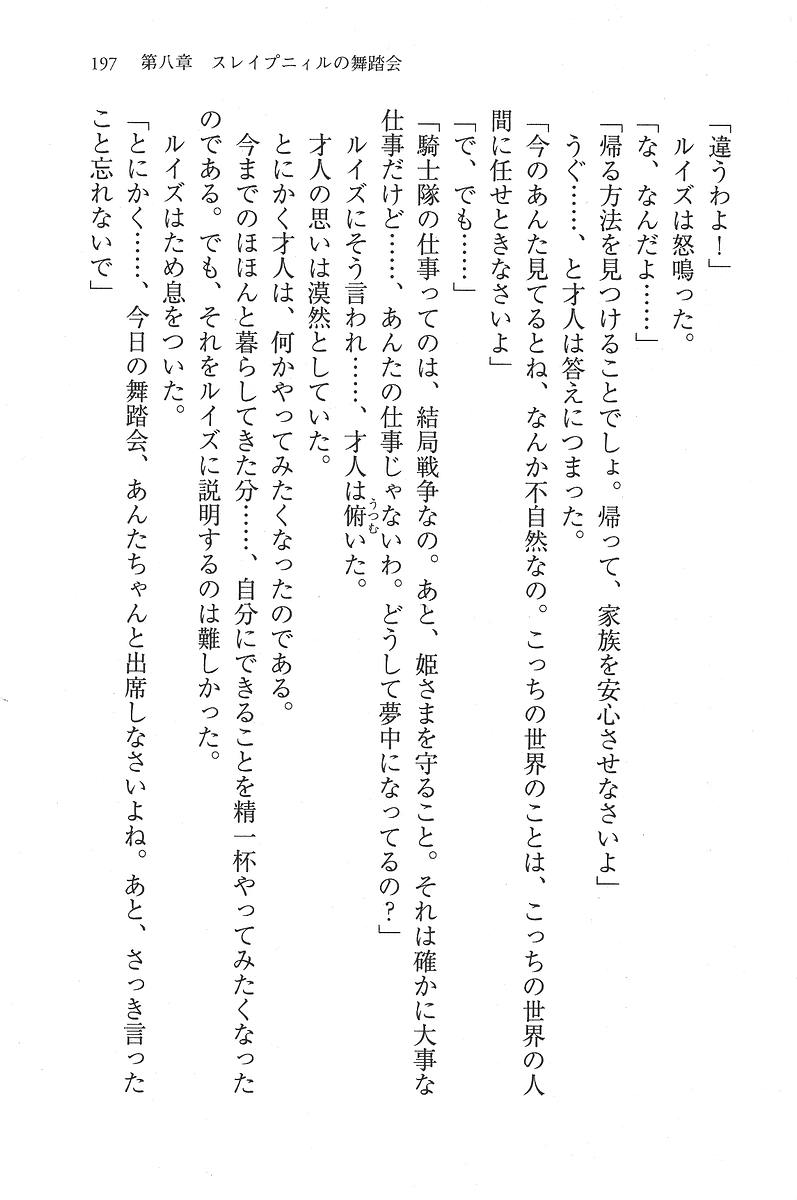 197　第八章　スレイプニィルの舞踏会
「違うわよ！」
　ルイズは怒鳴った。
「な、なんだよ……」
「帰る方法を見つけることでしょ。帰って、家族を安心させなさいよ」
　うぐ……、と才人は答えにつまった。
「今のあんた見てるとね、なんか不自然なの。こっちの世界のことは、こっちの世界の人
間に任せときなさいよ」
「で、でも……」
「騎士隊の仕事ってのは、結局戦争なの。あと、姫さまを守ること。それは確かに大事な
仕事だけど……、あんたの仕事じゃないわ。どうして夢中になってるの？」
　ルイズにそう言われ……、才人は俯いた。
うつむ
　才人の思いは漠然としていた。
　とにかく才人は、何かやってみたくなったのである。
　今までのほほんと暮らしてきた分……、自分にできることを精一杯やってみたくなった
のである。でも、それをルイズに説明するのは難しかった。
　ルイズはため息をついた。
「とにかく……、今日の舞踏会、あんたちゃんと出席しなさいよね。あと、さっき言った
こと忘れないで」